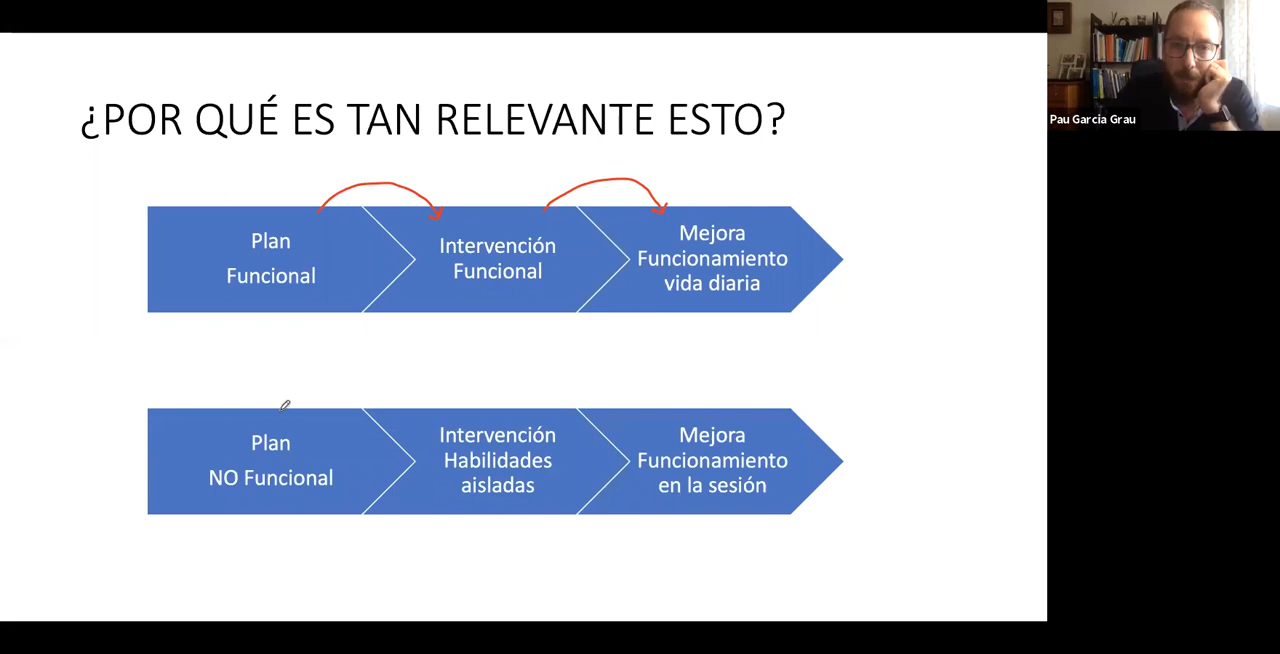 ¿POR QUÉ ES TAN RELEVANTE ESTO?
Plan
Funcional
Intervención
Funcional
Mejora
Funcionamiento
vida diaria
Plan
NO Funcional
Intervención
Habilidades
aisladas
Mejora
Funcionamiento
en la sesión
Pau García Grau